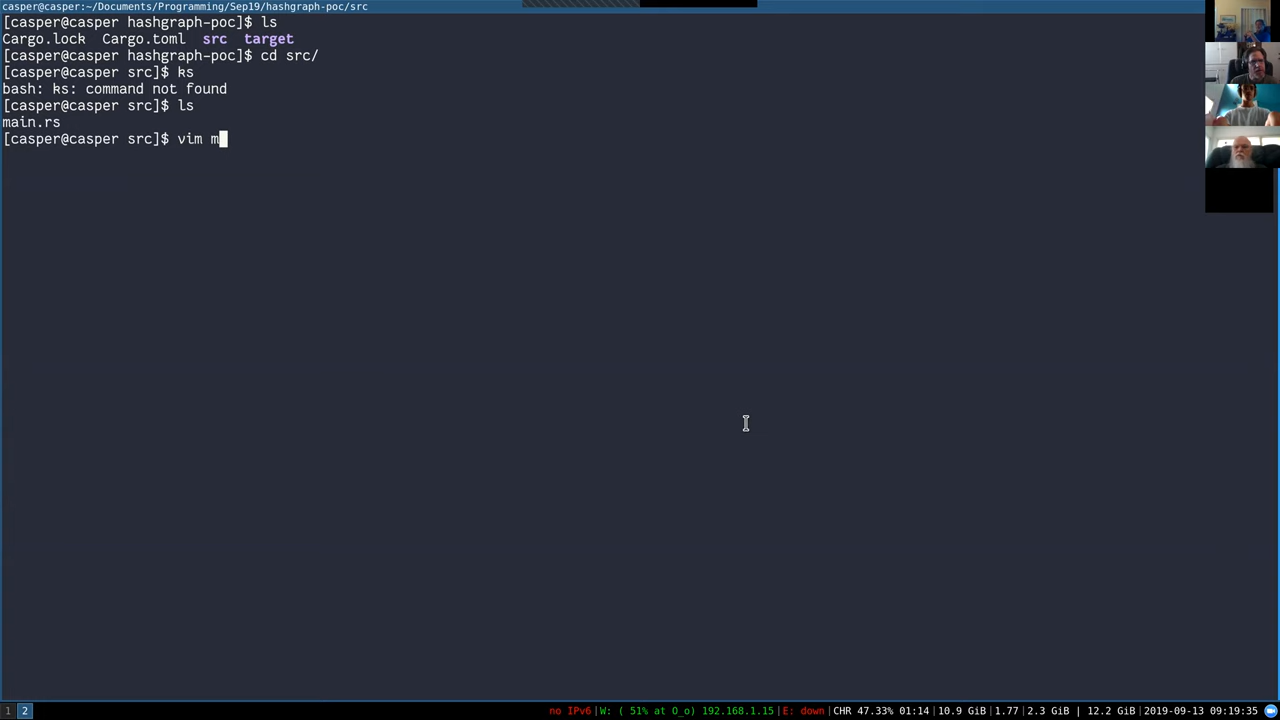 casper@casper:~/Documents/Programming/Sep19/hashgraph-poc/src
[casper@casper hashgraph-poc]$ ls
Cargo.lock  Cargo.toml  src  target
[casper@casper hashgraph-poc]$ cd src/
[casper@casper src]$ ks
bash: ks: command not found
[casper@casper src]$ ls
main.rs
[casper@casper src]$ vim m
1 2 no IPv6|W: ( 51% at O_o) 192.168.1.15|E: down|CHR 47.33% 01:14|10.9 GiB|1.77|2.3 GiB | 12.2 GiB|2019-09-13 09:19:35